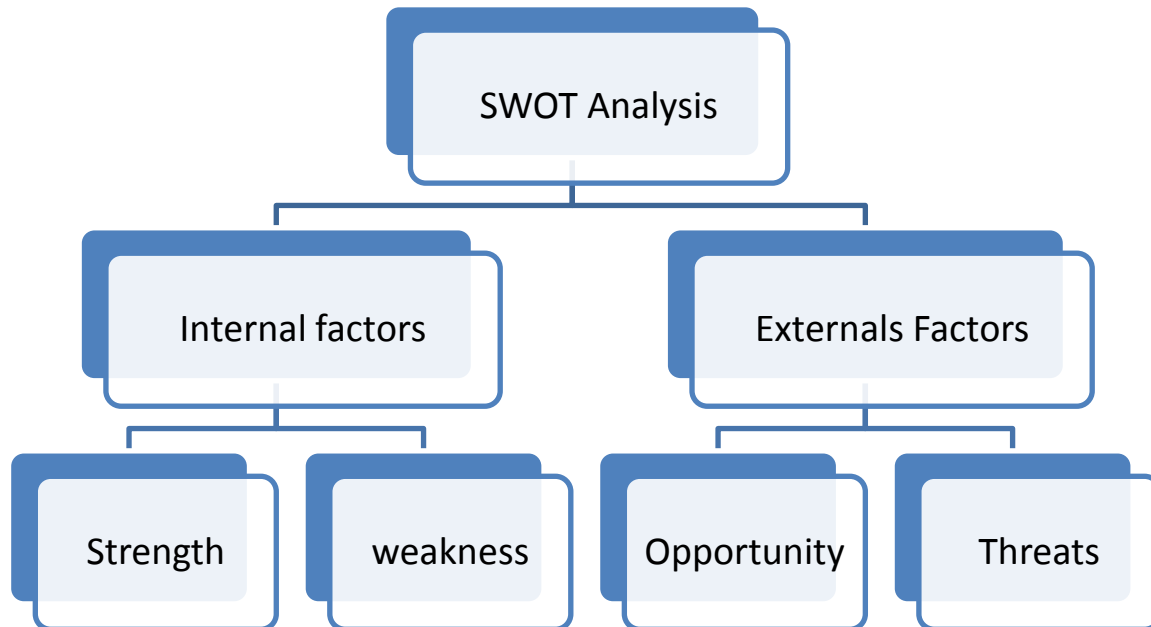 SWOT Analysis
Internal factors
Externals Factors
Strength
weakness
Opportunity
Threats